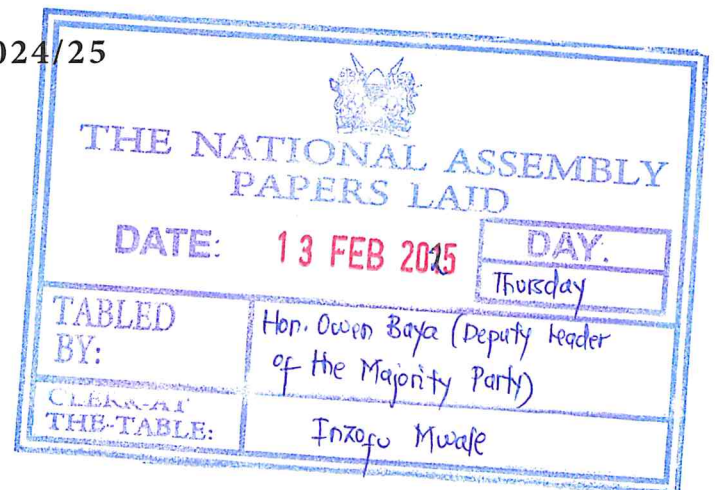 024/25
THE NATIONAL ASSEMBLY
PAPERS LAID
DATE: 13 FEB 2025 DAY.
Thursday
TABLED BY: Hon. Owen Baya (Deputy Leader
of the Majority Party)
CLERK-AT
THE-TABLE: Inzofu Mwale